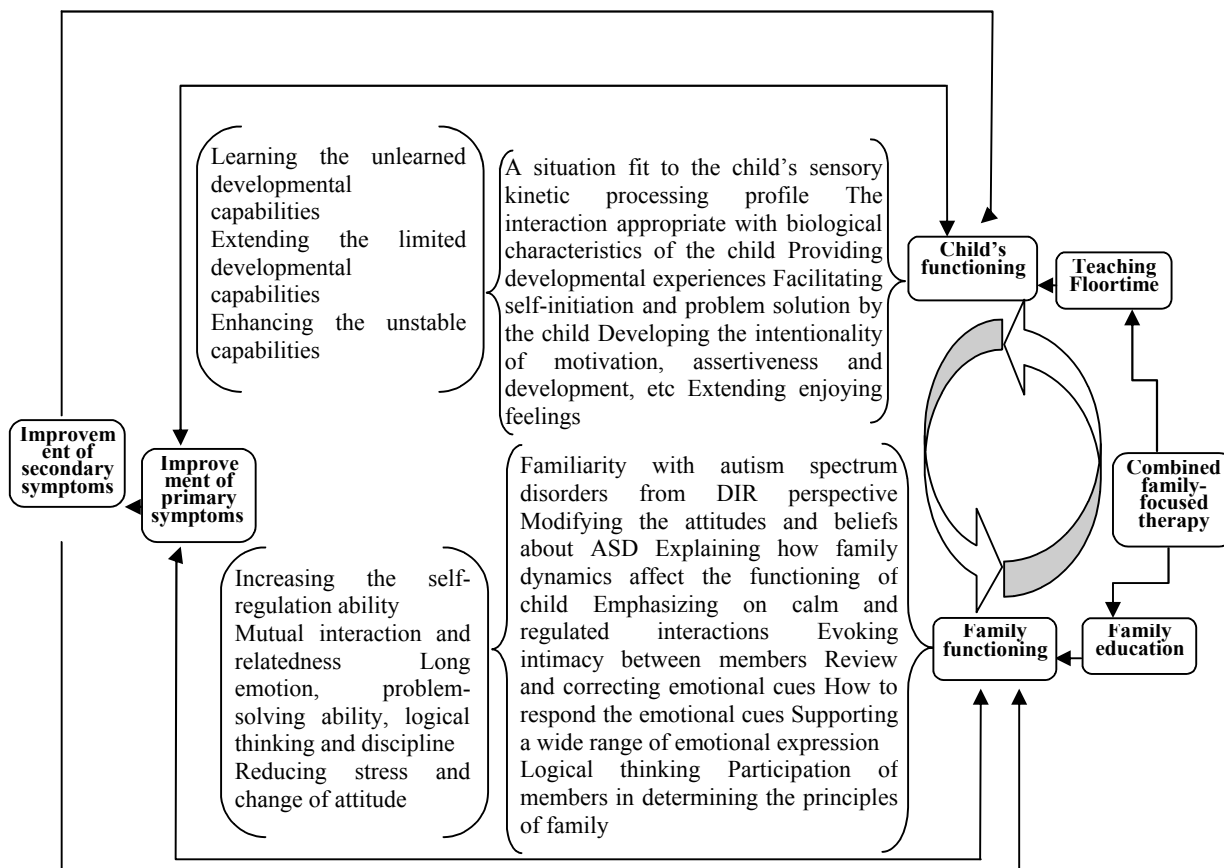 Learning the unlearned
developmental
capabilities
Extending the limited
developmental
capabilities
Enhancing the unstable
capabilities
A situation fit to the child’s sensory
kinetic processing profile The
interaction appropriate with biological
characteristics of the child Providing
developmental experiences Facilitating
self-initiation and problem solution by
the child Developing the intentionality
of motivation, assertiveness and
development, etc Extending enjoying
feelings
Child’s
functioning
Teaching
Floortime
Improvem
ent of
secondary
symptoms
Improve
ment of
primary
symptoms
Combined
family-
focused
therapy
Increasing the self-
regulation ability
Mutual interaction and
relatedness Long
emotion, problem-
solving ability, logical
thinking and discipline
Reducing stress and
change of attitude
Familiarity with autism spectrum
disorders from DIR perspective
Modifying the attitudes and beliefs
about ASD Explaining how family
dynamics affect the functioning of
child Emphasizing on calm and
regulated interactions Evoking
intimacy between members Review
and correcting emotional cues How to
respond the emotional cues Supporting
a wide range of emotional expression
Logical thinking Participation of
members in determining the principles
of family
Family
functioning
Family
education